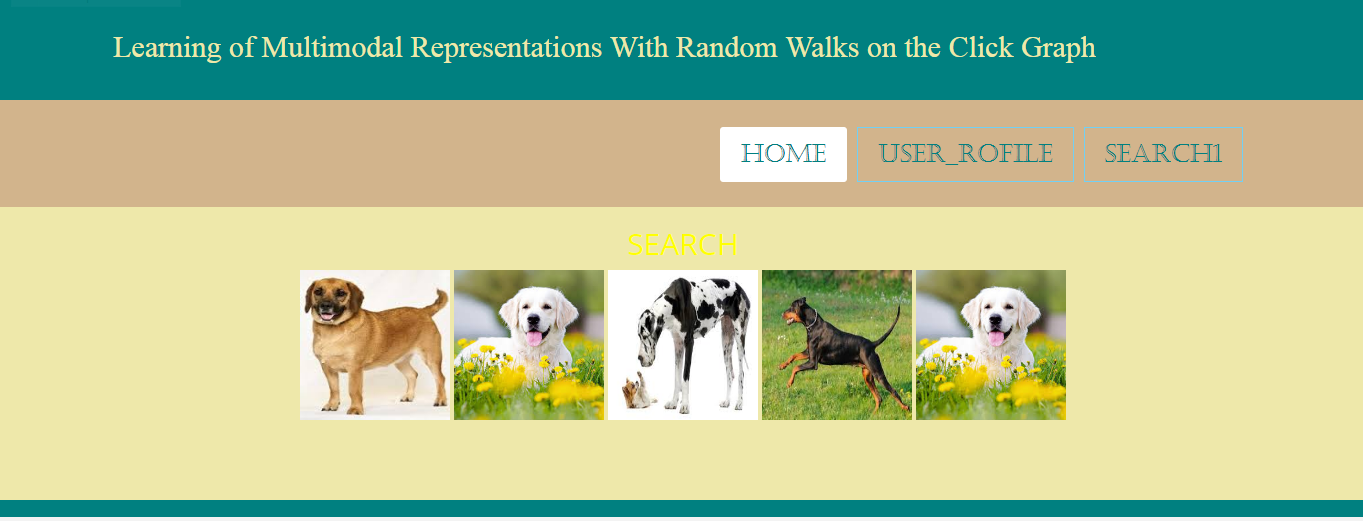 Learning of Multimodal Representations With Random Walks on the Click Graph
HOME USER_ROFILE SEARCH1
SEARCH